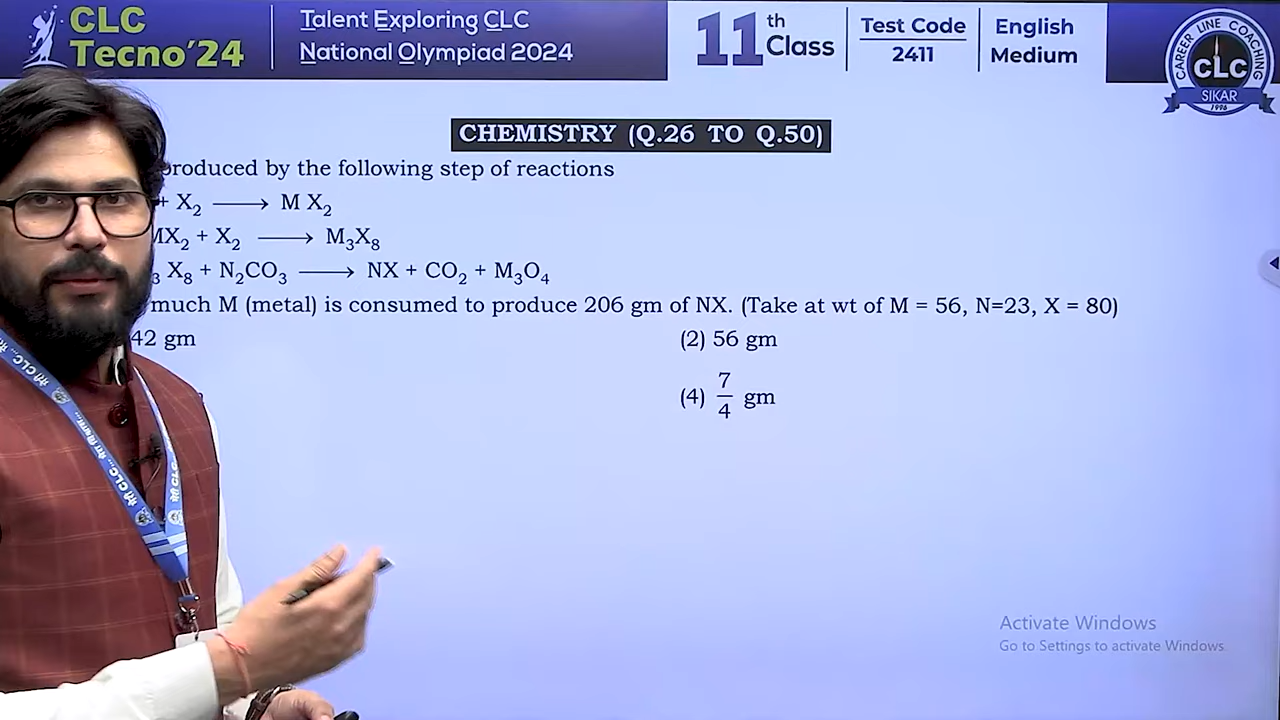 CLC
Tecno'24
Talent Exploring CLC
National Olympiad 2024
11th Class
Test Code
2411
English
Medium
CAREER LINE COACHING
CLC
SIKAR
1996
CHEMISTRY (Q.26 TO Q.50)
produced by the following step of reactions
+ X₂ ⟶ M X₂
MX₂ + X₂ ⟶ M₃X₈
₃ X₈ + N₂CO₃ ⟶ NX + CO₂ + M₃O₄
much M (metal) is consumed to produce 206 gm of NX. (Take at wt of M = 56, N=23, X = 80)
42 gm
(2) 56 gm
(4) 7/4 gm
CLC
CLC
Activate Windows
Go to Settings to activate Windows.